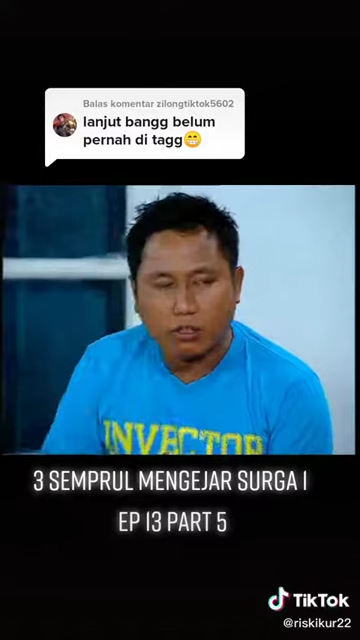 Balas komentar zilongtiktok5602
lanjut bangg belum
pernah di tagg😁
INVECTOR
3 SEMPRUL MENGEJAR SURGA 1
EP 13 PART 5
TikTok
@riskikur22